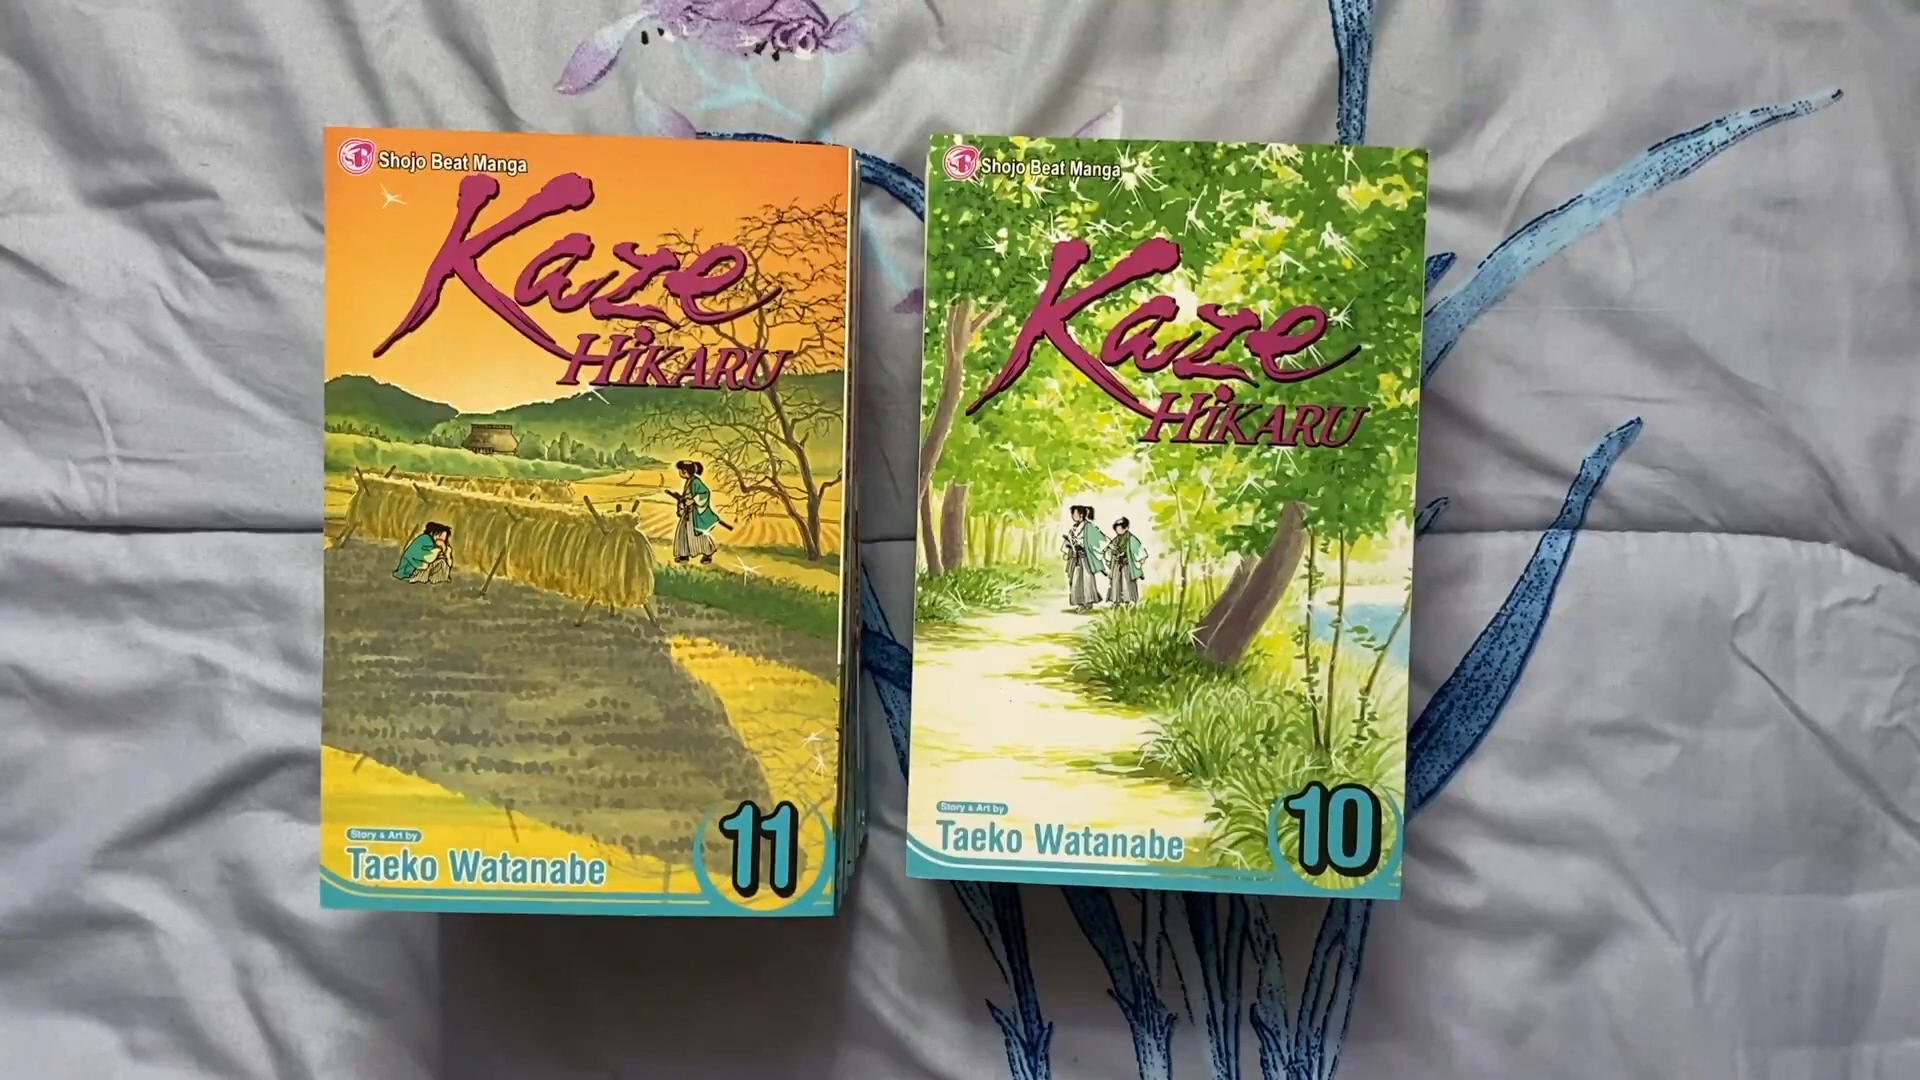 Shojo Beat Manga
Kaze
HIKARU
Story & Art by
Taeko Watanabe
11
Shojo Beat Manga
Kaze
HIKARU
Story & Art by
Taeko Watanabe
10